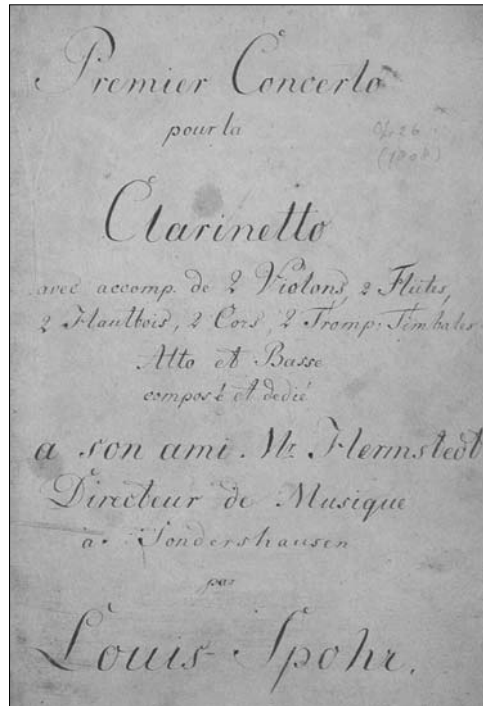 Premier Concerto
pour la
Op. 26
(1808)
Clarinetto
avec accomp. de 2 Violons, 2 Flûtes,
2 Hautbois, 2 Cors, 2 Tromp: Timbales
Alto et Basse
composé et dedié
a son ami Mr. Hermstedt
Directeur de Musique
à Sondershausen
par
Louis Spohr.